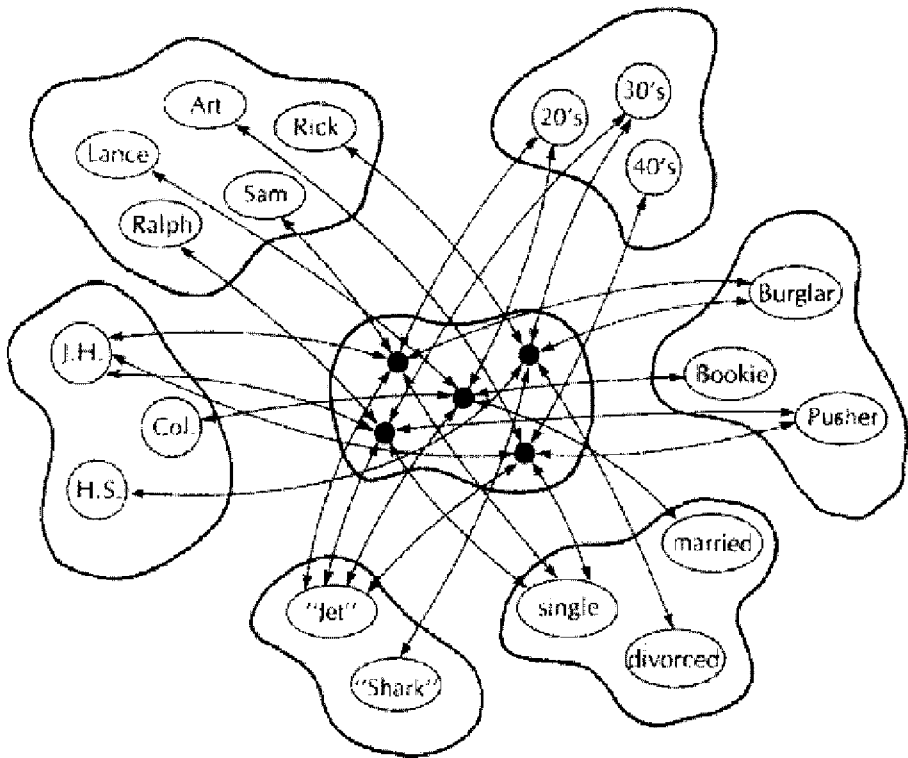 Art
Rick
Lance
Sam
Ralph
20's
30's
40's
Burglar
Bookie
Pusher
J.H.
Col.
H.S.
married
single
divorced
"Jet"
"Shark"